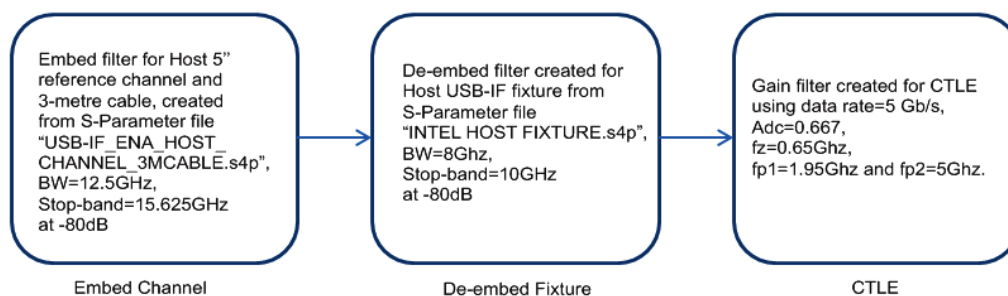 Embed filter for Host 5”
reference channel and
3-metre cable, created
from S-Parameter file
“USB-IF_ENA_HOST_
CHANNEL_3MCABLE.s4p”,
BW=12.5GHz,
Stop-band=15.625GHz
at -80dB
De-embed filter created for
Host USB-IF fixture from
S-Parameter file
“INTEL HOST FIXTURE.s4p”,
BW=8Ghz,
Stop-band=10GHz
at -80dB
Gain filter created for CTLE
using data rate=5 Gb/s,
Adc=0.667,
fz=0.65Ghz,
fp1=1.95Ghz and fp2=5Ghz.
Embed Channel
De-embed Fixture
CTLE